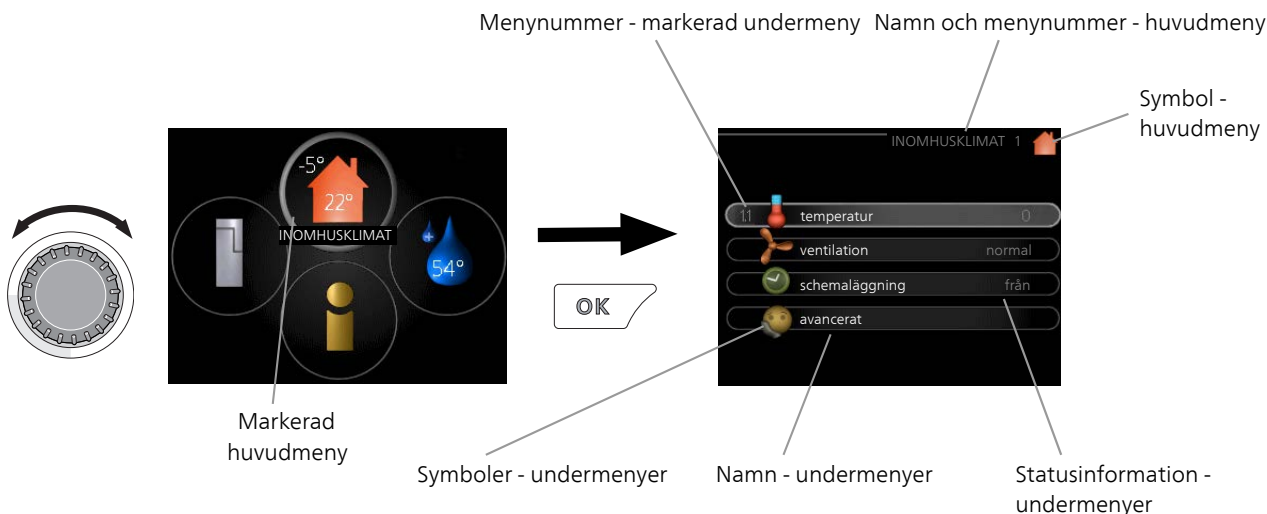 Menynummer - markerad undermeny
Namn och menynummer - huvudmeny
Symbol -
huvudmeny
-5°
22°
INOMHUSKLIMAT
54°
OK
INOMHUSKLIMAT 1
1.1 temperatur 0
ventilation normal
schemaläggning från
avancerat
Markerad
huvudmeny
Symboler - undermenyer
Namn - undermenyer
Statusinformation -
undermenyer